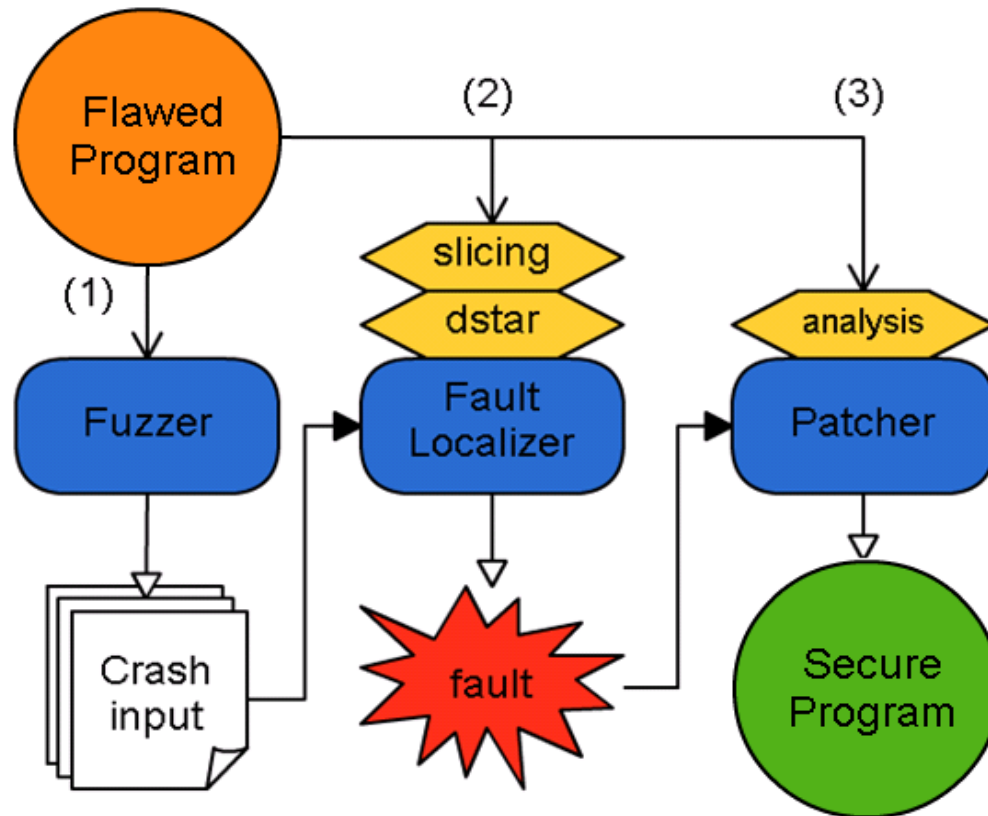 Flawed
Program
(1)
(2)
(3)
slicing
dstar
analysis
Fuzzer
Fault
Localizer
Patcher
Crash
input
fault
Secure
Program